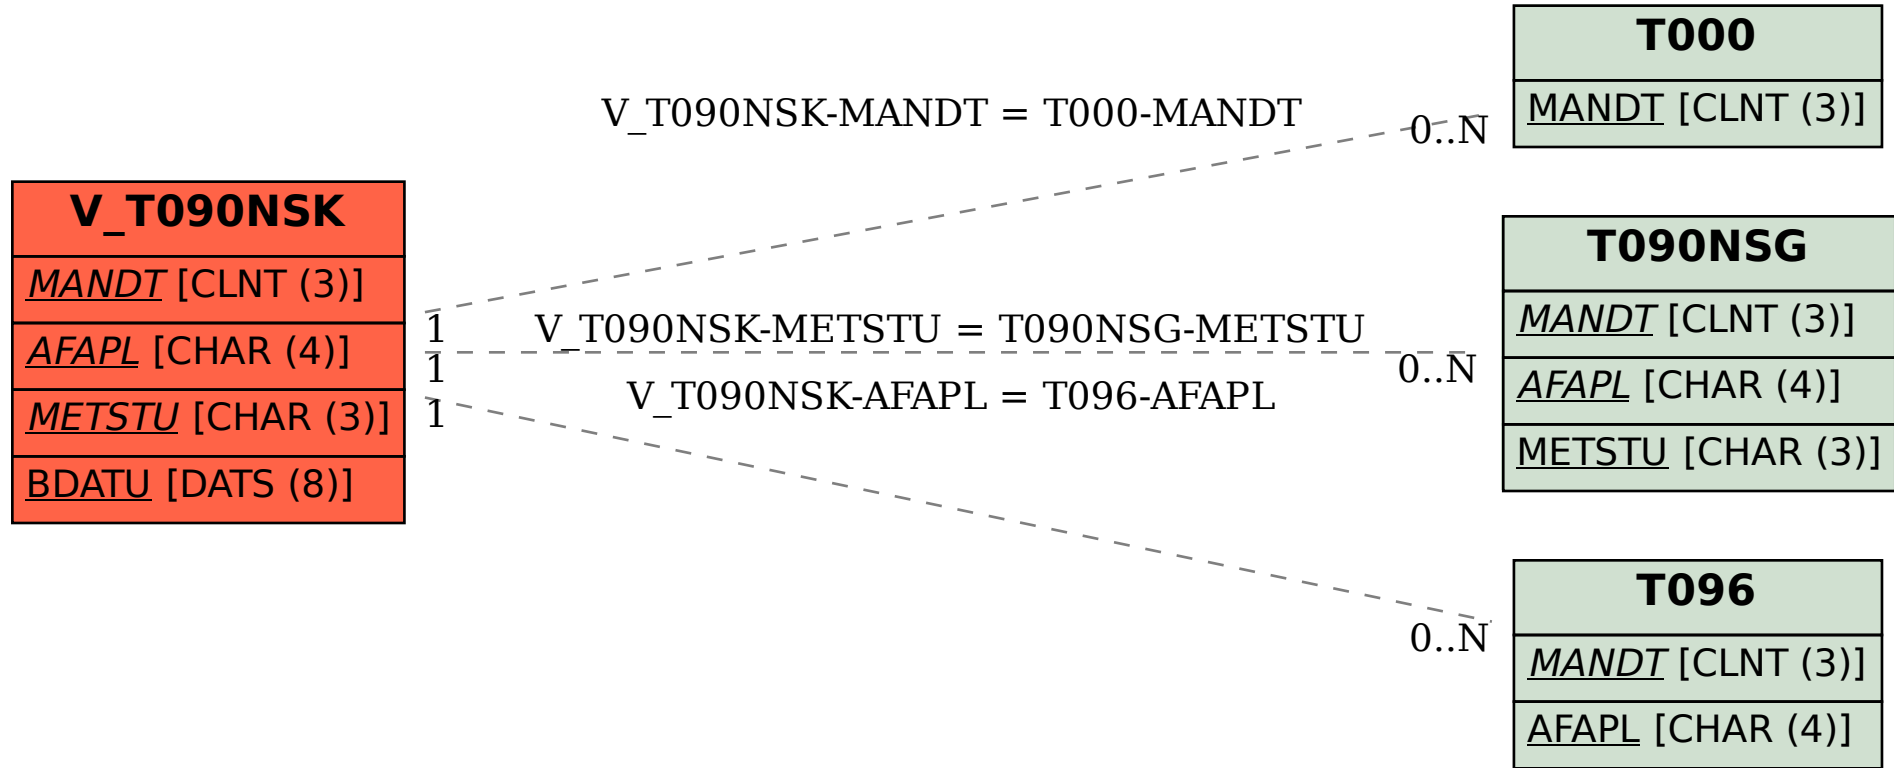 V_T090NSK
MANDT [CLNT (3)]
AFAPL [CHAR (4)]
METSTU [CHAR (3)]
BDATU [DATS (8)]
V_T090NSK-MANDT = T000-MANDT
0..N
1
V_T090NSK-METSTU = T090NSG-METSTU
1
0..N
V_T090NSK-AFAPL = T096-AFAPL
1
0..N
T000
MANDT [CLNT (3)]
T090NSG
MANDT [CLNT (3)]
AFAPL [CHAR (4)]
METSTU [CHAR (3)]
T096
MANDT [CLNT (3)]
AFAPL [CHAR (4)]